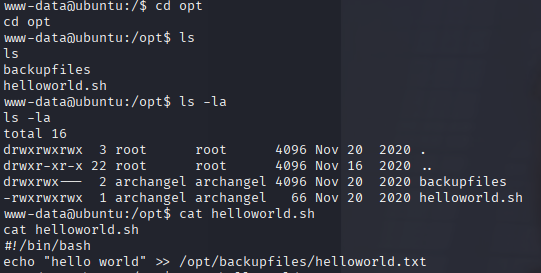 www-data@ubuntu:/$ cd opt
cd opt
www-data@ubuntu:/opt$ ls
ls
backupfiles
helloworld.sh
www-data@ubuntu:/opt$ ls -la
ls -la
total 16
drwxrwxrwx  3 root     root     4096 Nov 20  2020 .
drwxr-xr-x 22 root     root     4096 Nov 16  2020 ..
drwxrwx---  2 archangel archangel 4096 Nov 20  2020 backupfiles
-rwxrwxrwx  1 archangel archangel   66 Nov 20  2020 helloworld.sh
www-data@ubuntu:/opt$ cat helloworld.sh
cat helloworld.sh
#!/bin/bash
echo "hello world" >> /opt/backupfiles/helloworld.txt